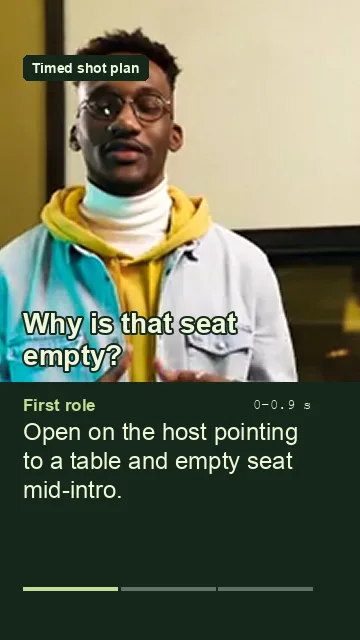 Timed shot plan
Why is that seat
empty?
First role
0–0.9 s
Open on the host pointing
to a table and empty seat
mid-intro.